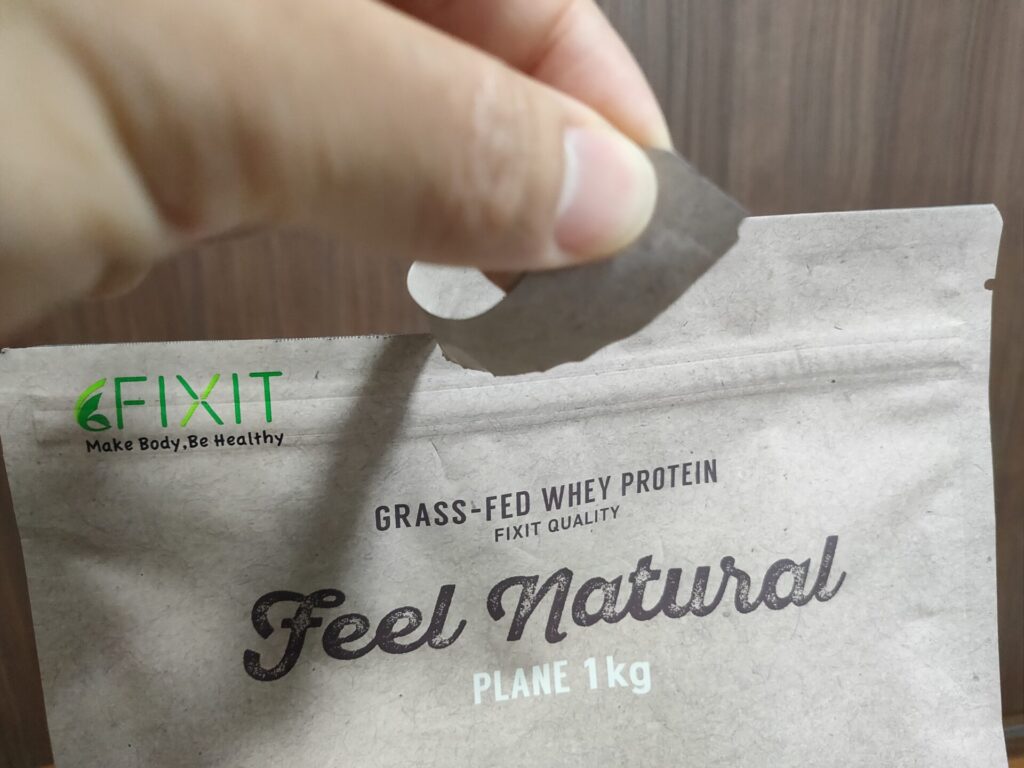 FIXIT
Make Body,Be Healthy
GRASS-FED WHEY PROTEIN
FIXIT QUALITY
Feel Natural
PLANE 1kg